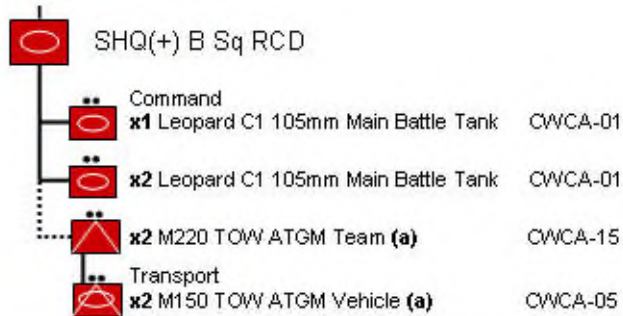 SHQ(+) B Sq RCD
Command
x1 Leopard C1 105mm Main Battle Tank CWCA-01
x2 Leopard C1 105mm Main Battle Tank CWCA-01
x2 M220 TOW ATGM Team (a) CWCA-15
Transport
x2 M150 TOW ATGM Vehicle (a) CWCA-05